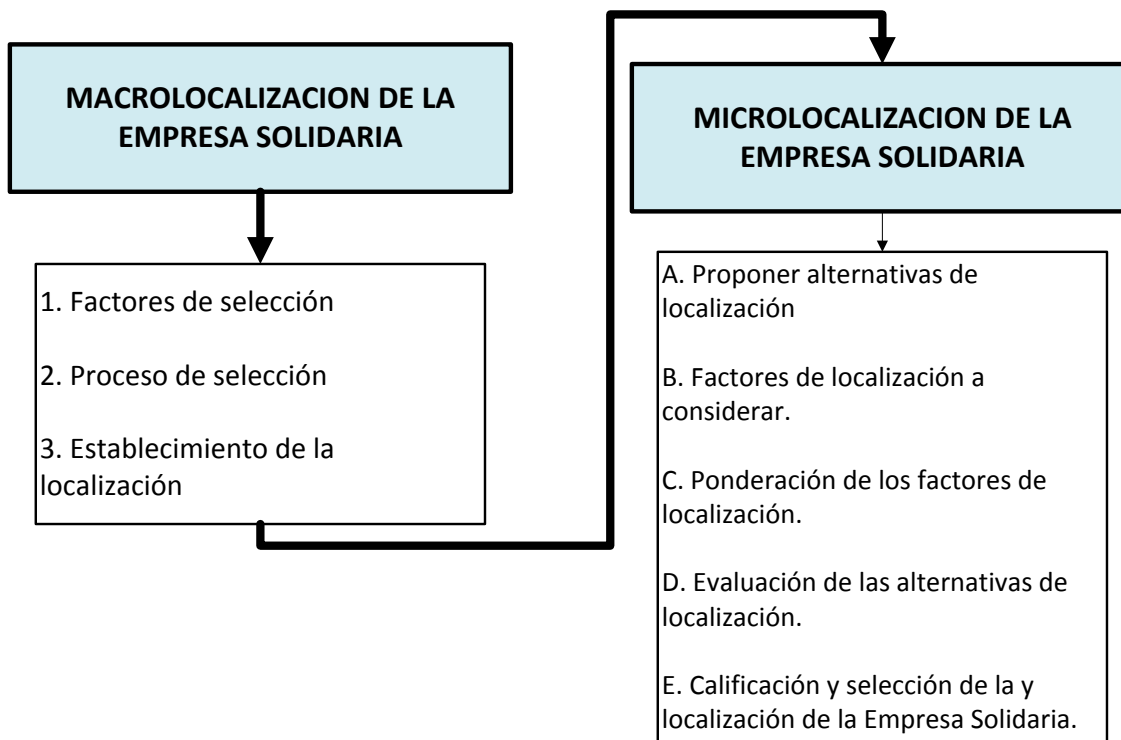 MACROLOCALIZACION DE LA
EMPRESA SOLIDARIA
1. Factores de selección
2. Proceso de selección
3. Establecimiento de la
localización
MICROLOCALIZACION DE LA
EMPRESA SOLIDARIA
A. Proponer alternativas de
localización
B. Factores de localización a
considerar.
C. Ponderación de los factores de
localización.
D. Evaluación de las alternativas de
localización.
E. Calificación y selección de la y
localización de la Empresa Solidaria.